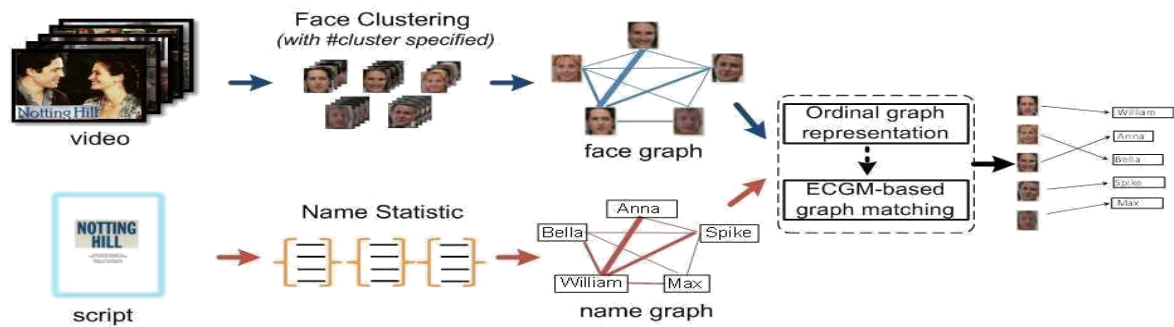 Face Clustering
(with #cluster specified)
Notting Hill
video
face graph
Ordinal graph
representation
ECGM-based
graph matching
William
Anna
Bella
Spike
Max
NOTTING
HILL
script
Name Statistic
Anna
Bella
Spike
William
Max
name graph